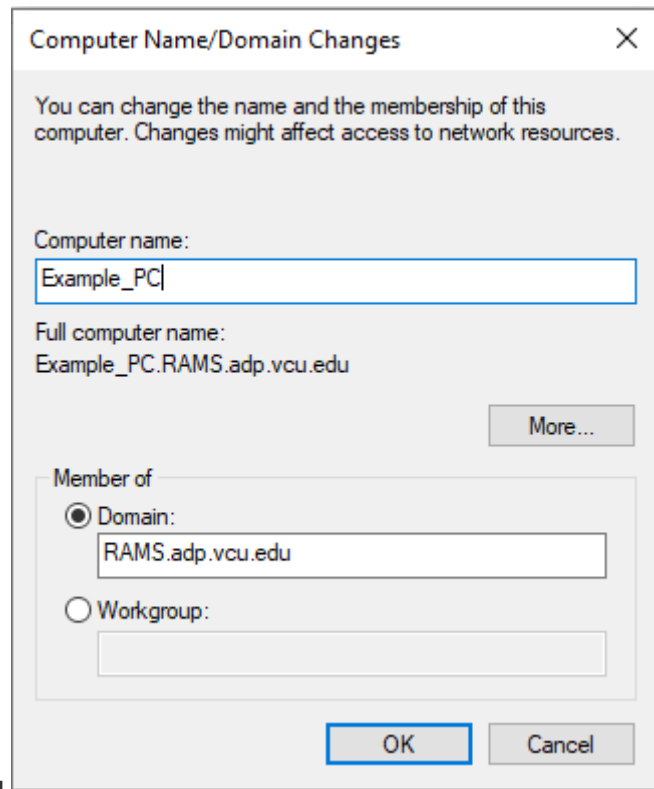 Computer Name/Domain Changes
You can change the name and the membership of this
computer. Changes might affect access to network resources.
Computer name:
Example_PC
Full computer name:
Example_PC.RAMS.adp.vcu.edu
More...
Member of
Domain:
RAMS.adp.vcu.edu
Workgroup:
OK Cancel